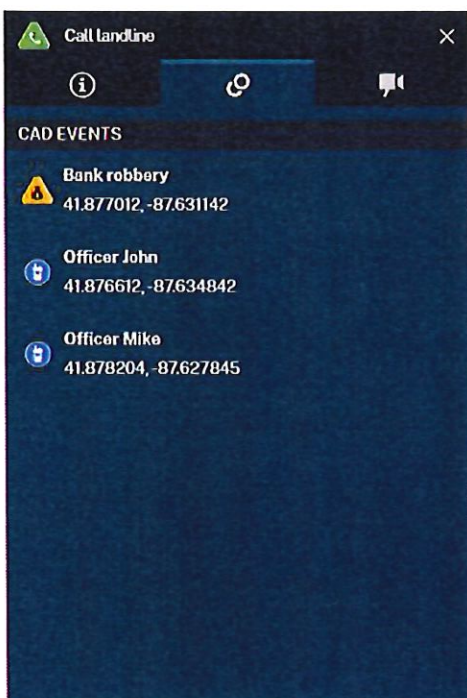 Call landline
CAD EVENTS
Bank robbery
41.877012, -87.631142
Officer John
41.876612, -87.634842
Officer Mike
41.878204, -87.627845